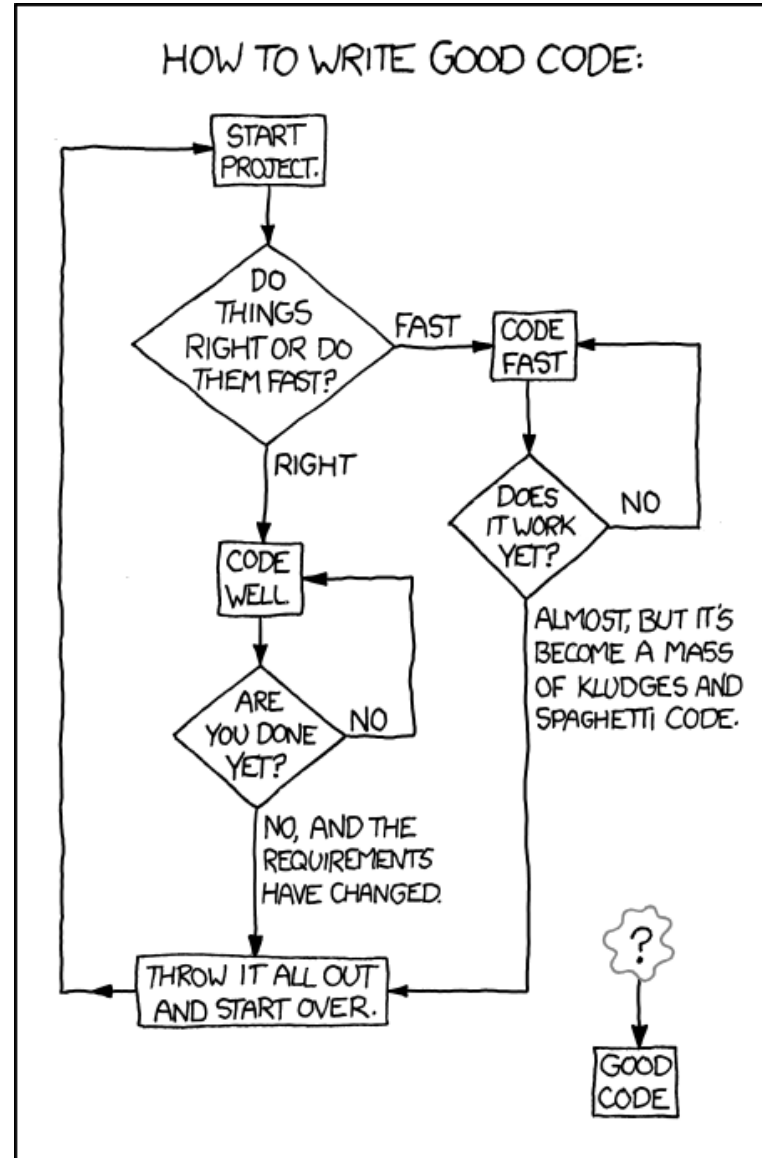 HOW TO WRITE GOOD CODE:
START
PROJECT.
DO
THINGS
RIGHT OR DO
THEM FAST?
FAST
CODE
FAST
RIGHT
DOES
IT WORK
YET?
NO
CODE
WELL
ALMOST, BUT IT'S
BECOME A MASS
OF KLUDGES AND
SPAGHETTI CODE.
ARE
YOU DONE
YET?
NO
NO, AND THE
REQUIREMENTS
HAVE CHANGED.
THROW IT ALL OUT
AND START OVER.
?
GOOD
CODE